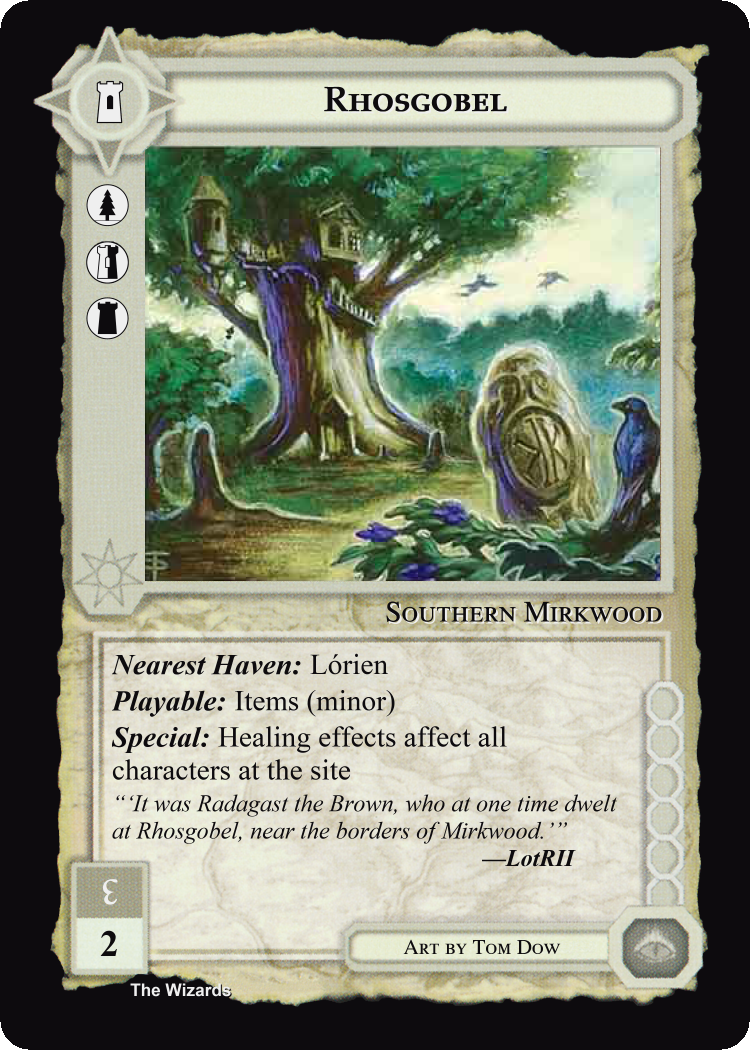 Rhosgobel
Southern Mirkwood
Nearest Haven: Lórien
Playable: Items (minor)
Special: Healing effects affect all
characters at the site
“‘It was Radagast the Brown, who at one time dwelt
at Rhosgobel, near the borders of Mirkwood.’”
—LotRII
ε
2
Art by Tom Dow
The Wizards